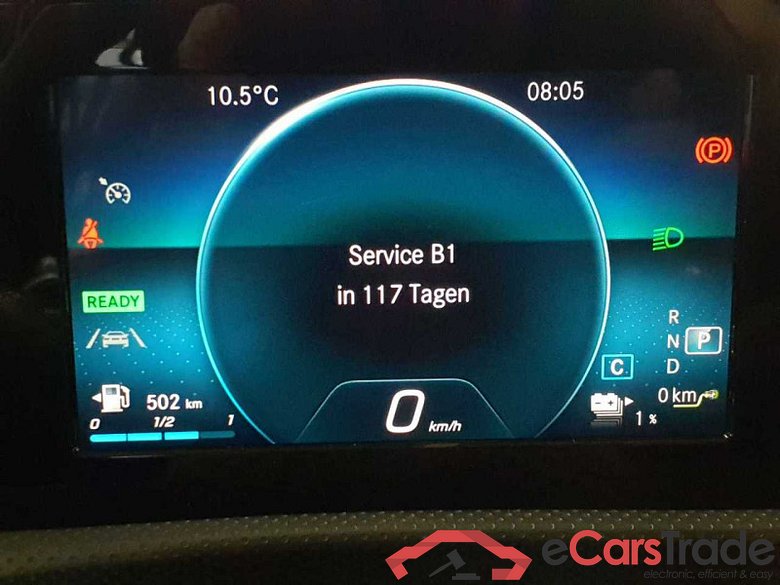 10.5°C
08:05
(P)
Service B1
in 117 Tagen
READY
R
N P
D
C
502 km
0 1/2 1
0 km/h
0 km
1 %
eCarsTrade
electronic, efficient & easy